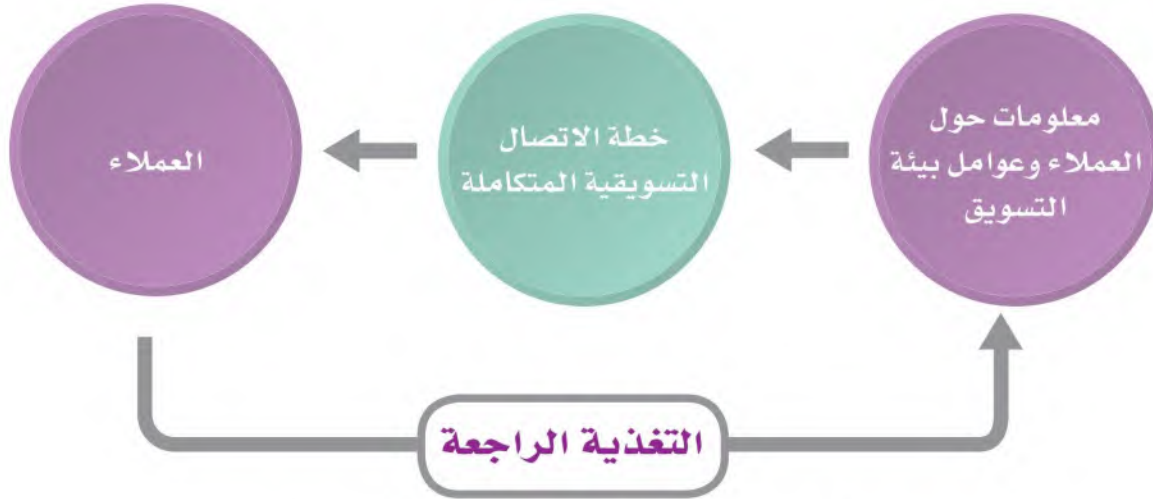 معلومات حول
العملاء وعوامل بيئة
التسويق
خطة الاتصال
التسويقية المتكاملة
العملاء
التغذية الراجعة